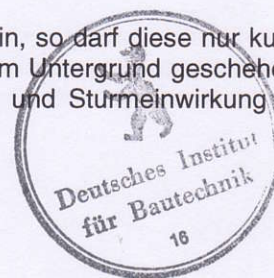 in, so darf diese nur ku
m Untergrund geschehe
und Sturmeinwirkung
Deutsches Institut
für Bautechnik
16